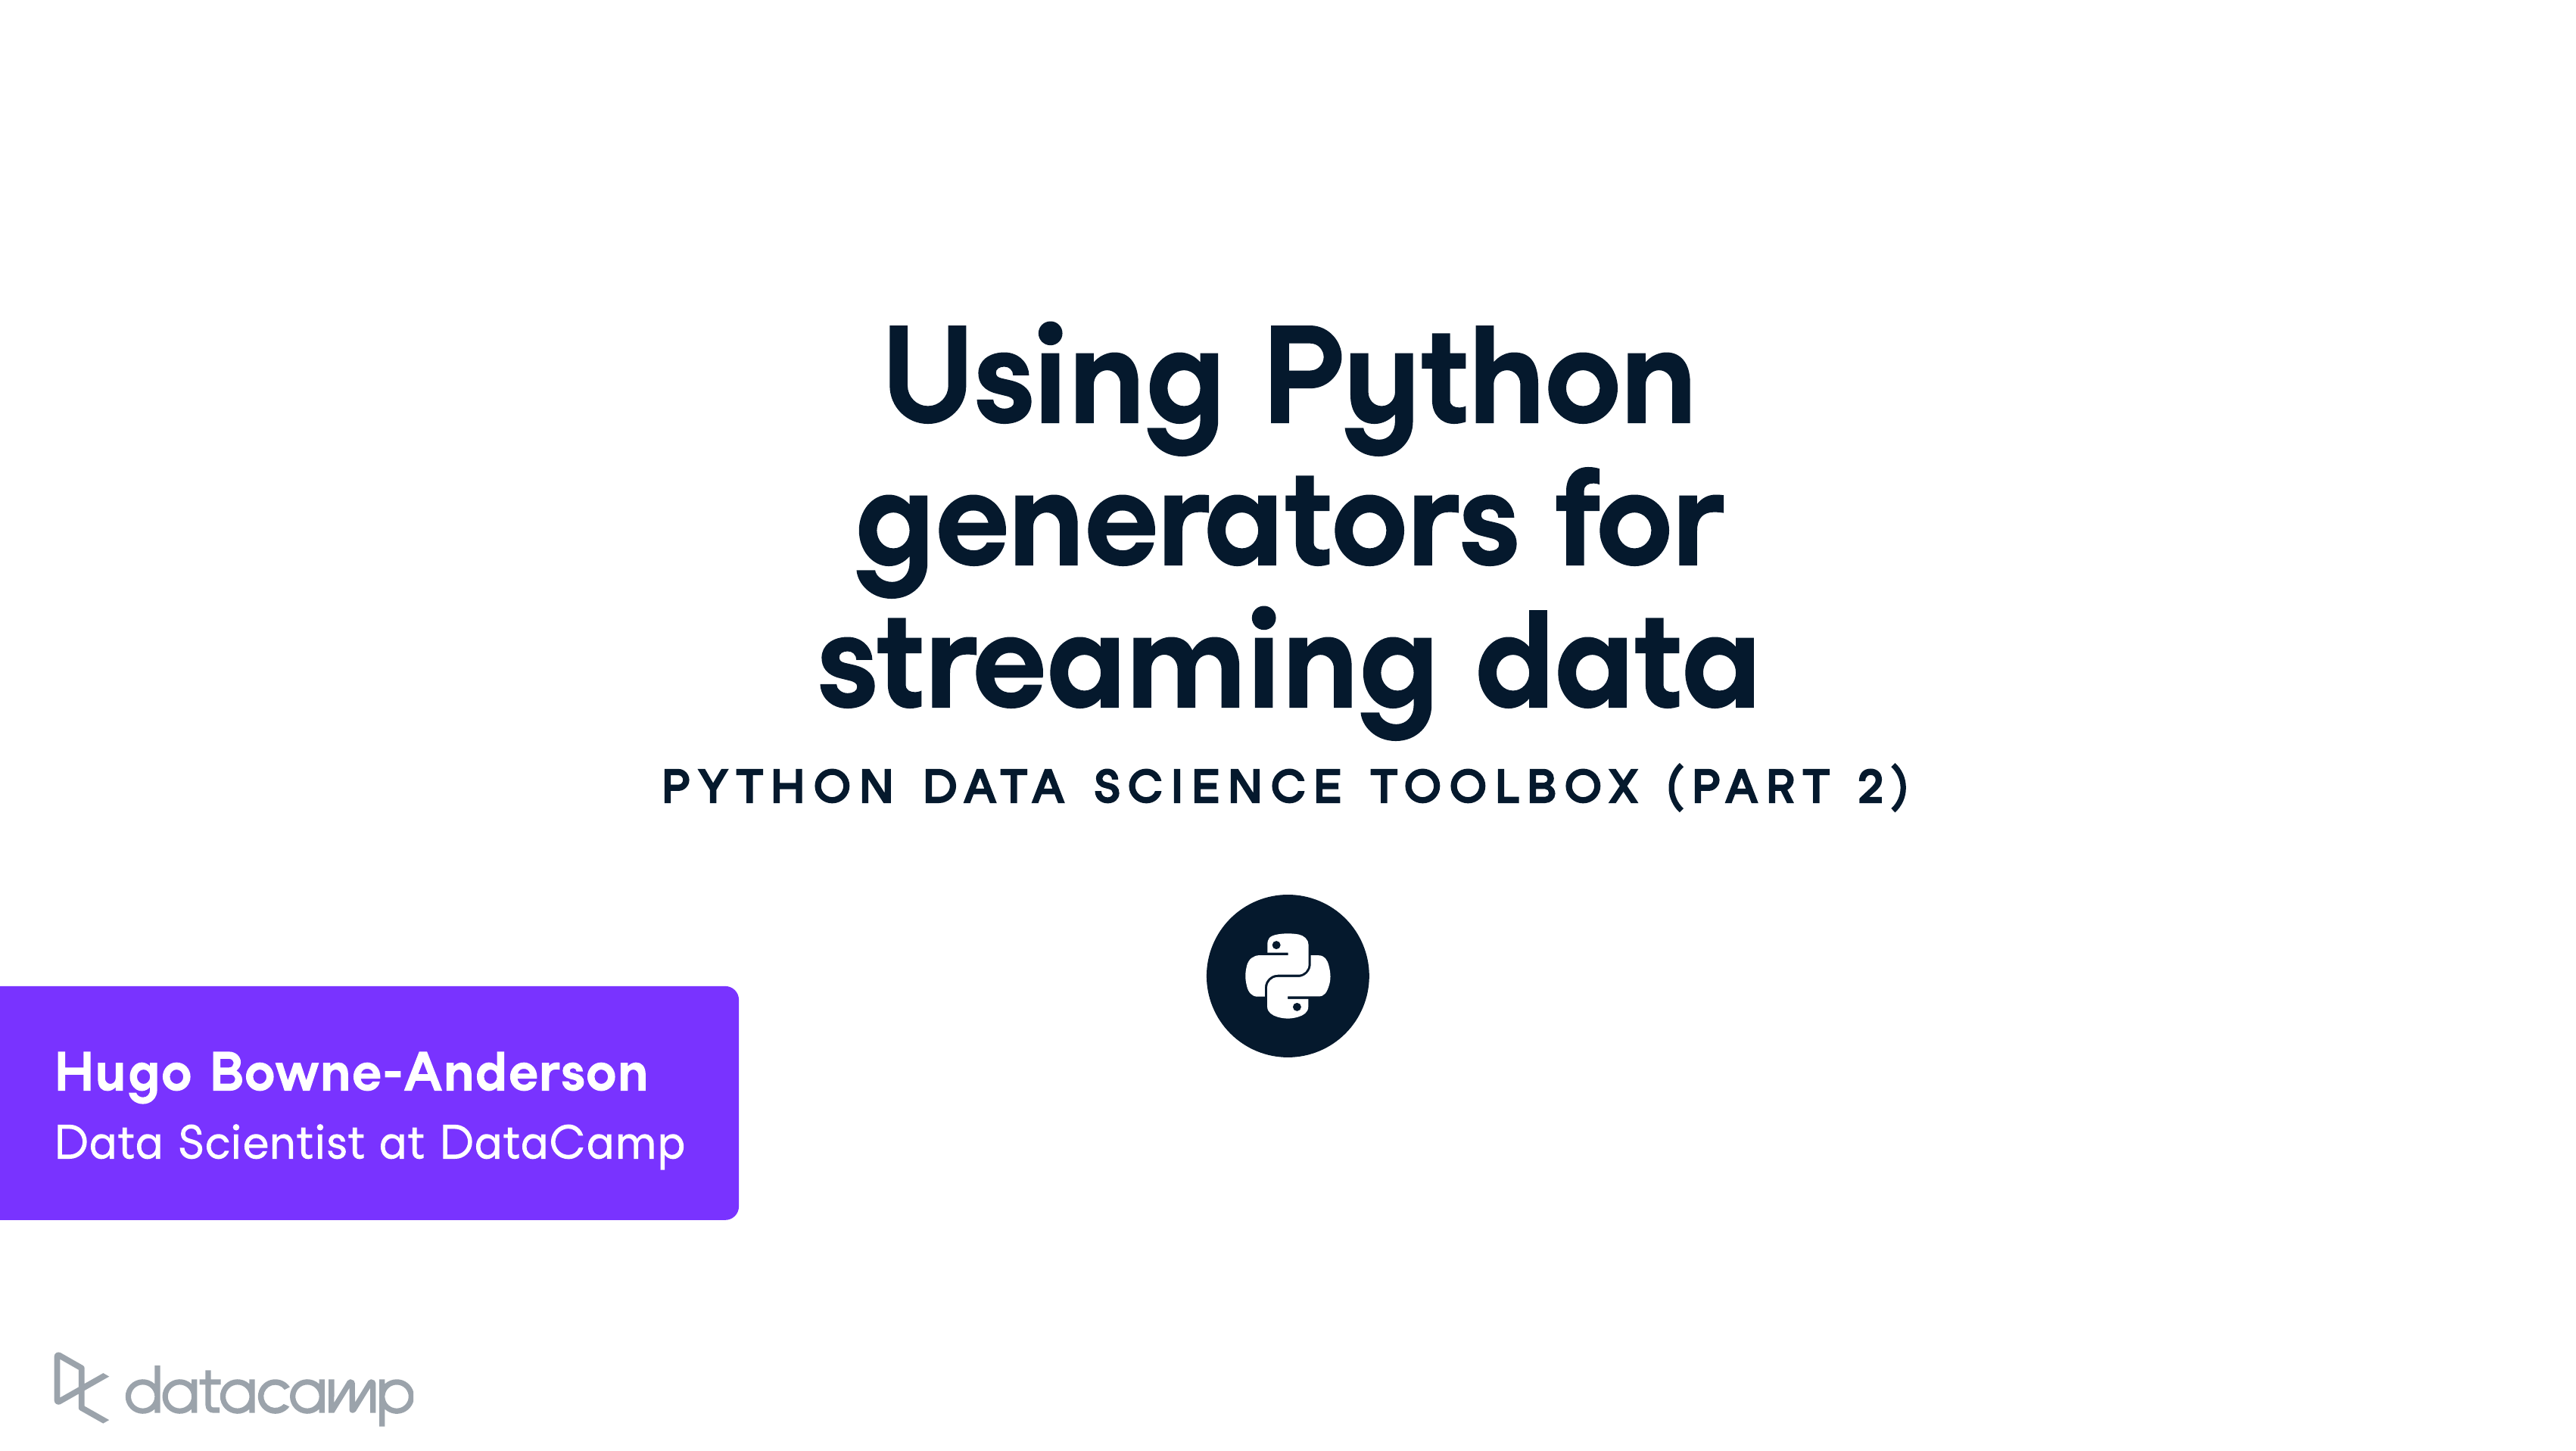 Using Python
generators for
streaming data
PYTHON DATA SCIENCE TOOLBOX (PART 2)
Hugo Bowne-Anderson
Data Scientist at DataCamp
datacamp